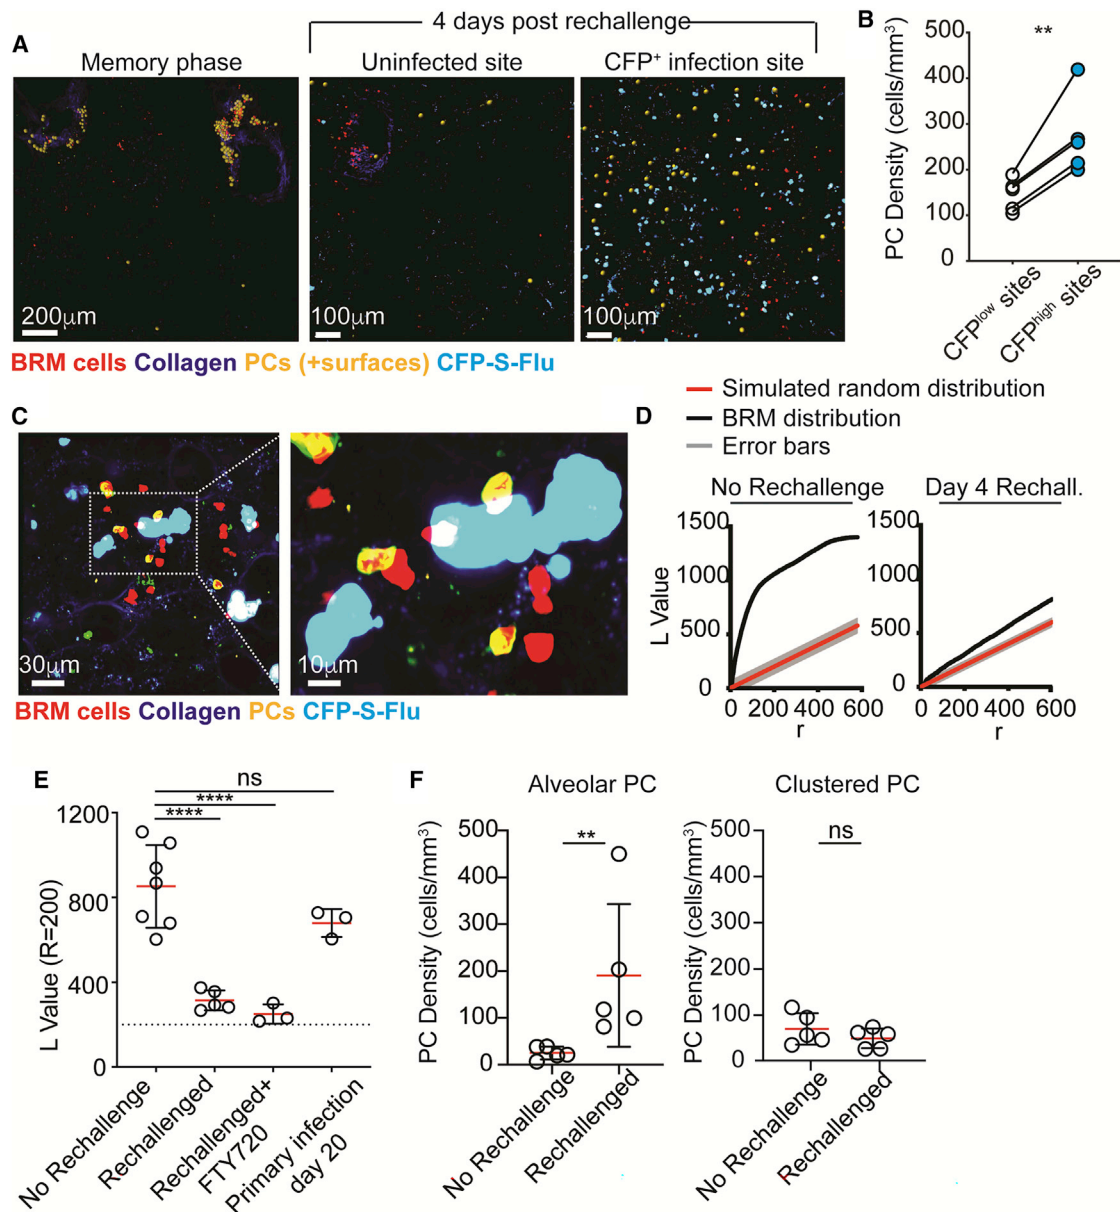 4 days post rechallenge
A
Memory phase
Uninfected site
CFP+ infection site
200μm
100μm
100μm
BRM cells Collagen PCs (+surfaces) CFP-S-Flu
B
PC Density (cells/mm³)
500
400
300
200
100
0
**
CFPlow sites
CFPhigh sites
C
30μm
10μm
BRM cells Collagen PCs CFP-S-Flu
Simulated random distribution
BRM distribution
Error bars
D
No Rechallenge
Day 4 Rechall.
L Value
1500
1000
500
0
0 200 400 600
r
1500
1000
500
0
0 200 400 600
r
E
ns
****
****
L Value (R=200)
1200
800
400
0
No Rechallenge
Rechallenged
Rechallenged+
FTY720
Primary infection
day 20
F
Alveolar PC
PC Density (cells/mm³)
500
400
300
200
100
0
**
No Rechallenge
Rechallenged
Clustered PC
PC Density (cells/mm³)
500
400
300
200
100
0
ns
No Rechallenge
Rechallenged